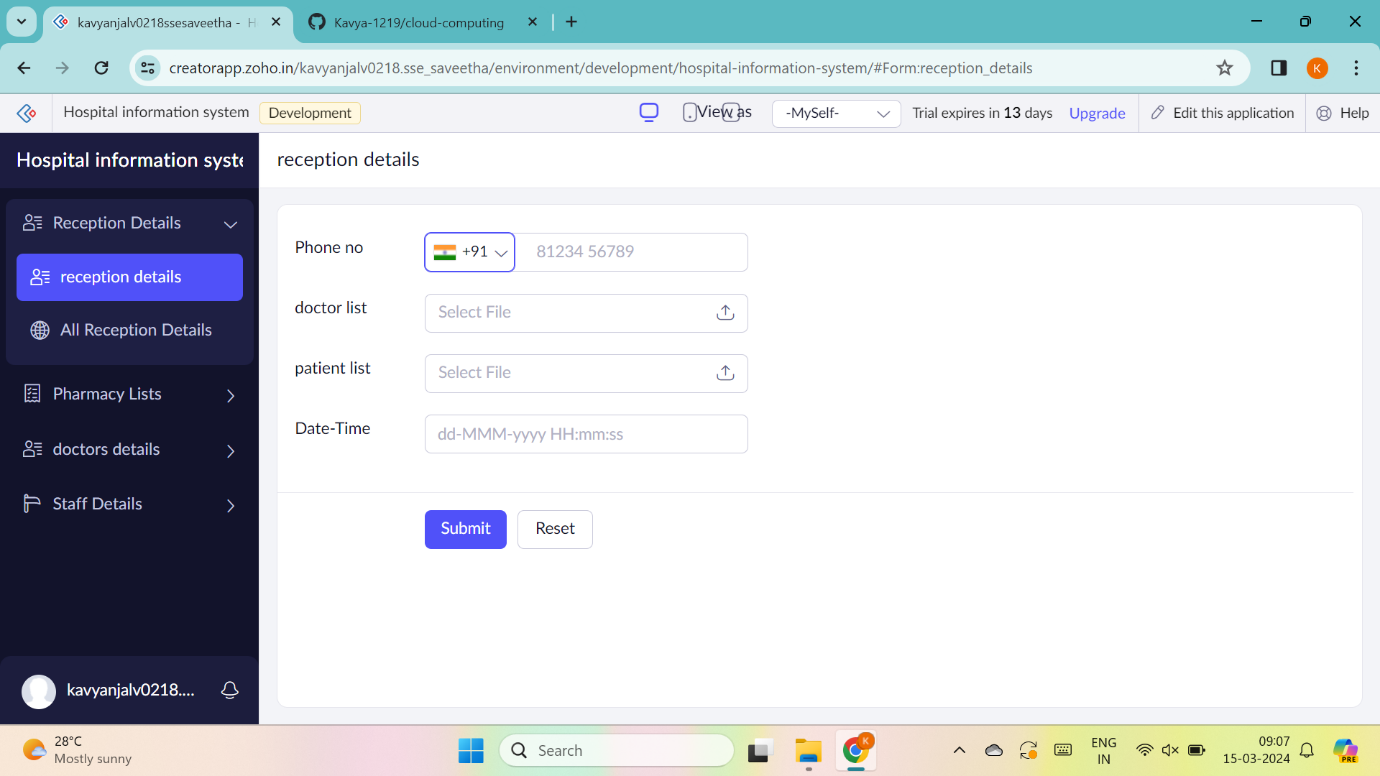 kavyanjalv0218ssesaveetha - H
Kavya-1219/cloud-computing
creatorapp.zoho.in/kavyanjalv0218.sse_saveetha/environment/development/hospital-information-system/#Form:reception_details
K
Hospital information system
Development
View as
-MySelf-
Trial expires in 13 days
Upgrade
Edit this application
Help
Hospital information syste
reception details
Reception Details
reception details
All Reception Details
Pharmacy Lists
doctors details
Staff Details
Phone no
+91
81234 56789
doctor list
Select File
patient list
Select File
Date-Time
dd-MMM-yyyy HH:mm:ss
Submit
Reset
kavyanjalv0218....
28°C
Mostly sunny
Search
K
ENG
IN
09:07
15-03-2024
PRE